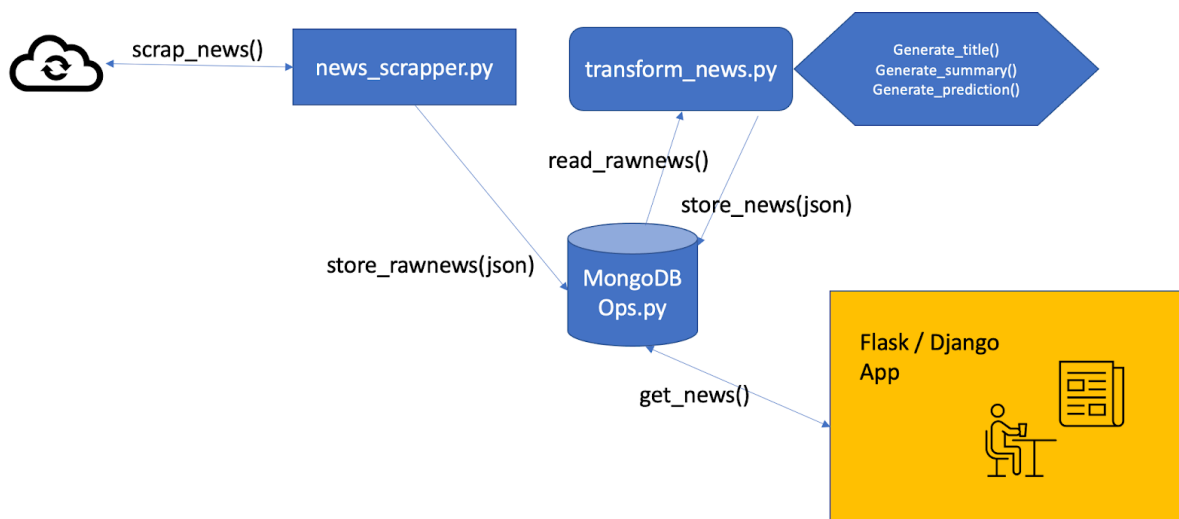 scrap_news()
news_scrapper.py
transform_news.py
Generate_title()
Generate_summary()
Generate_prediction()
read_rawnews()
store_news(json)
store_rawnews(json)
MongoDB
Ops.py
Flask / Django
App
get_news()